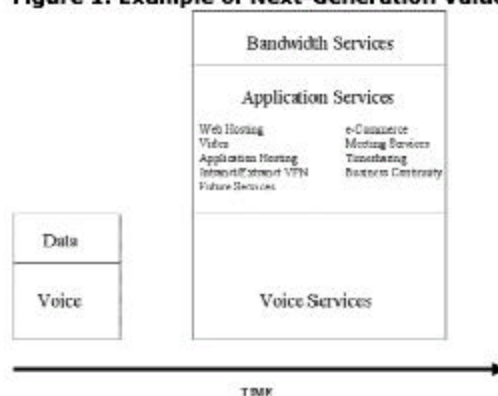 Figure 1. Example of Next-Generation Value
Bandwidth Services
Application Services
Web Hosting
Video
Application Hosting
Intranet/Extranet VPN
Future Services
e-Commerce
Meeting Services
Timesharing
Business Continuity
Data
Voice
Voice Services
TIME